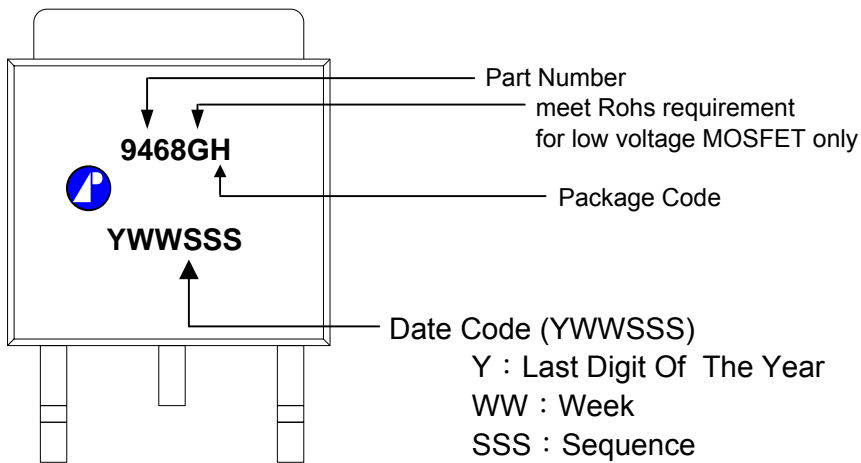 Part Number
meet Rohs requirement
for low voltage MOSFET only
9468GH
Package Code
YWWSSS
Date Code (YWWSSS)
Y：Last Digit Of The Year
WW：Week
SSS：Sequence